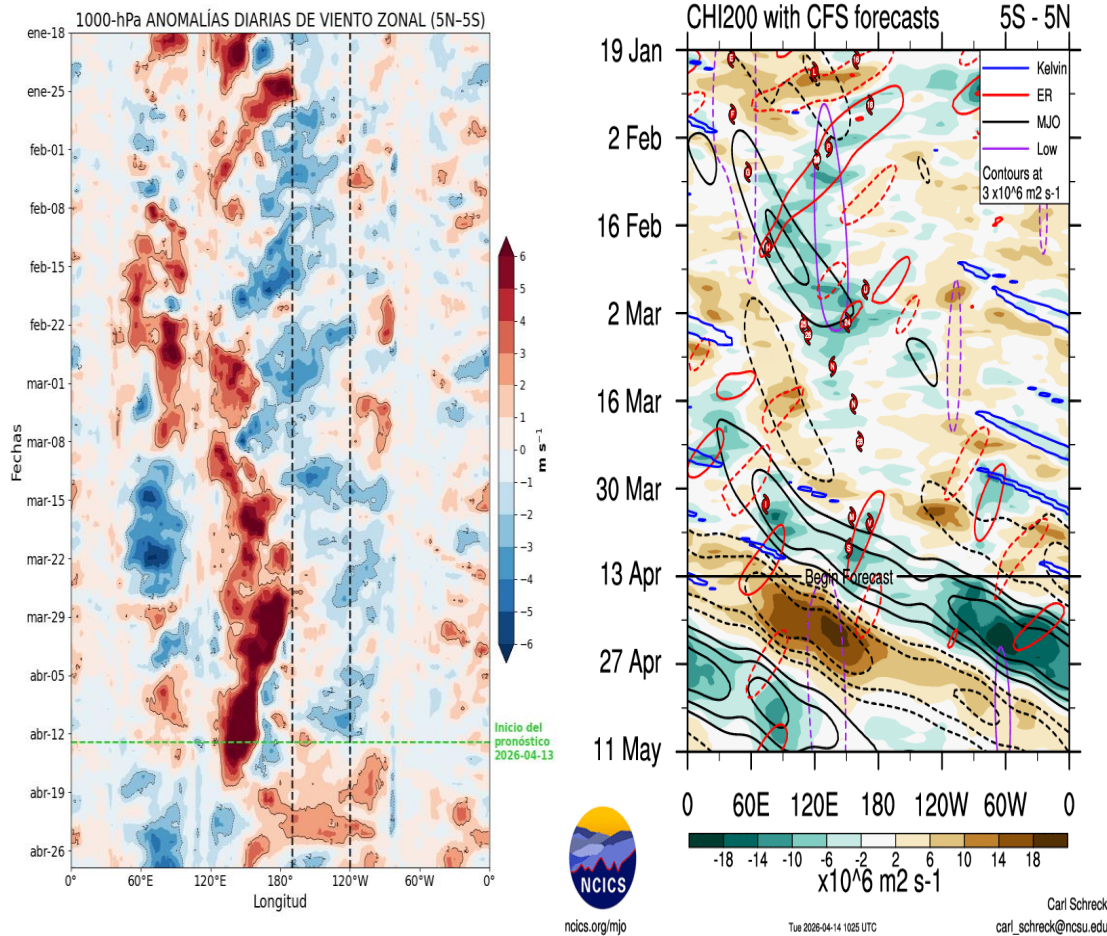 1000-hPa ANOMALÍAS DIARIAS DE VIENTO ZONAL (5N–5S)
ene-18
ene-25
feb-01
feb-08
feb-15
feb-22
mar-01
mar-08
mar-15
mar-22
mar-29
abr-05
abr-12
abr-19
abr-26
Fechas
0°
60°E
120°E
180°
120°W
60°W
0°
Longitud
6
5
4
3
2
1
0
−1
−2
−3
−4
−5
−6
m s⁻¹
Inicio del
pronóstico
2026-04-13
CHI200 with CFS forecasts 5S - 5N
19 Jan
2 Feb
16 Feb
2 Mar
16 Mar
30 Mar
13 Apr
27 Apr
11 May
Kelvin
ER
MJO
Low
Contours at
3 x10^6 m2 s-1
Begin Forecast
0 60E 120E 180 120W 60W 0
-18 -14 -10 -6 -2 2 6 10 14 18
x10^6 m2 s-1
NCICS
ncics.org/mjo
Tue 2026-04-14 1025 UTC
Carl Schreck
carl_schreck@ncsu.edu